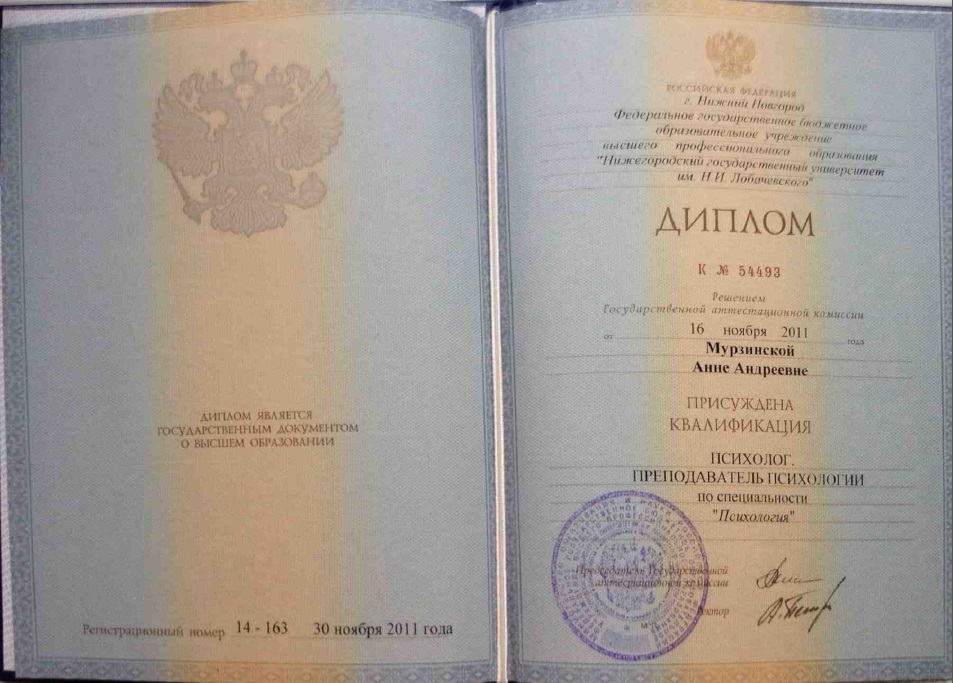 ДИПЛОМ ЯВЛЯЕТСЯ
ГОСУДАРСТВЕННЫМ ДОКУМЕНТОМ
О ВЫСШЕМ ОБРАЗОВАНИИ
Регистрационный номер 14 - 163 30 ноября 2011 года
РОССИЙСКАЯ ФЕДЕРАЦИЯ
г. Нижний Новгород
Федеральное государственное бюджетное
образовательное учреждение
высшего профессионального образования
"Нижегородский государственный университет
им. Н.И. Лобачевского"
ДИПЛОМ
К № 54493
Решением
Государственной аттестационной комиссии
от 16 ноября 2011 года
Мурзинской
Анне Андреевне
ПРИСУЖДЕНА
КВАЛИФИКАЦИЯ
ПСИХОЛОГ.
ПРЕПОДАВАТЕЛЬ ПСИХОЛОГИИ
по специальности
"Психология"
Председатель Государственной
аттестационной комиссии
Ректор